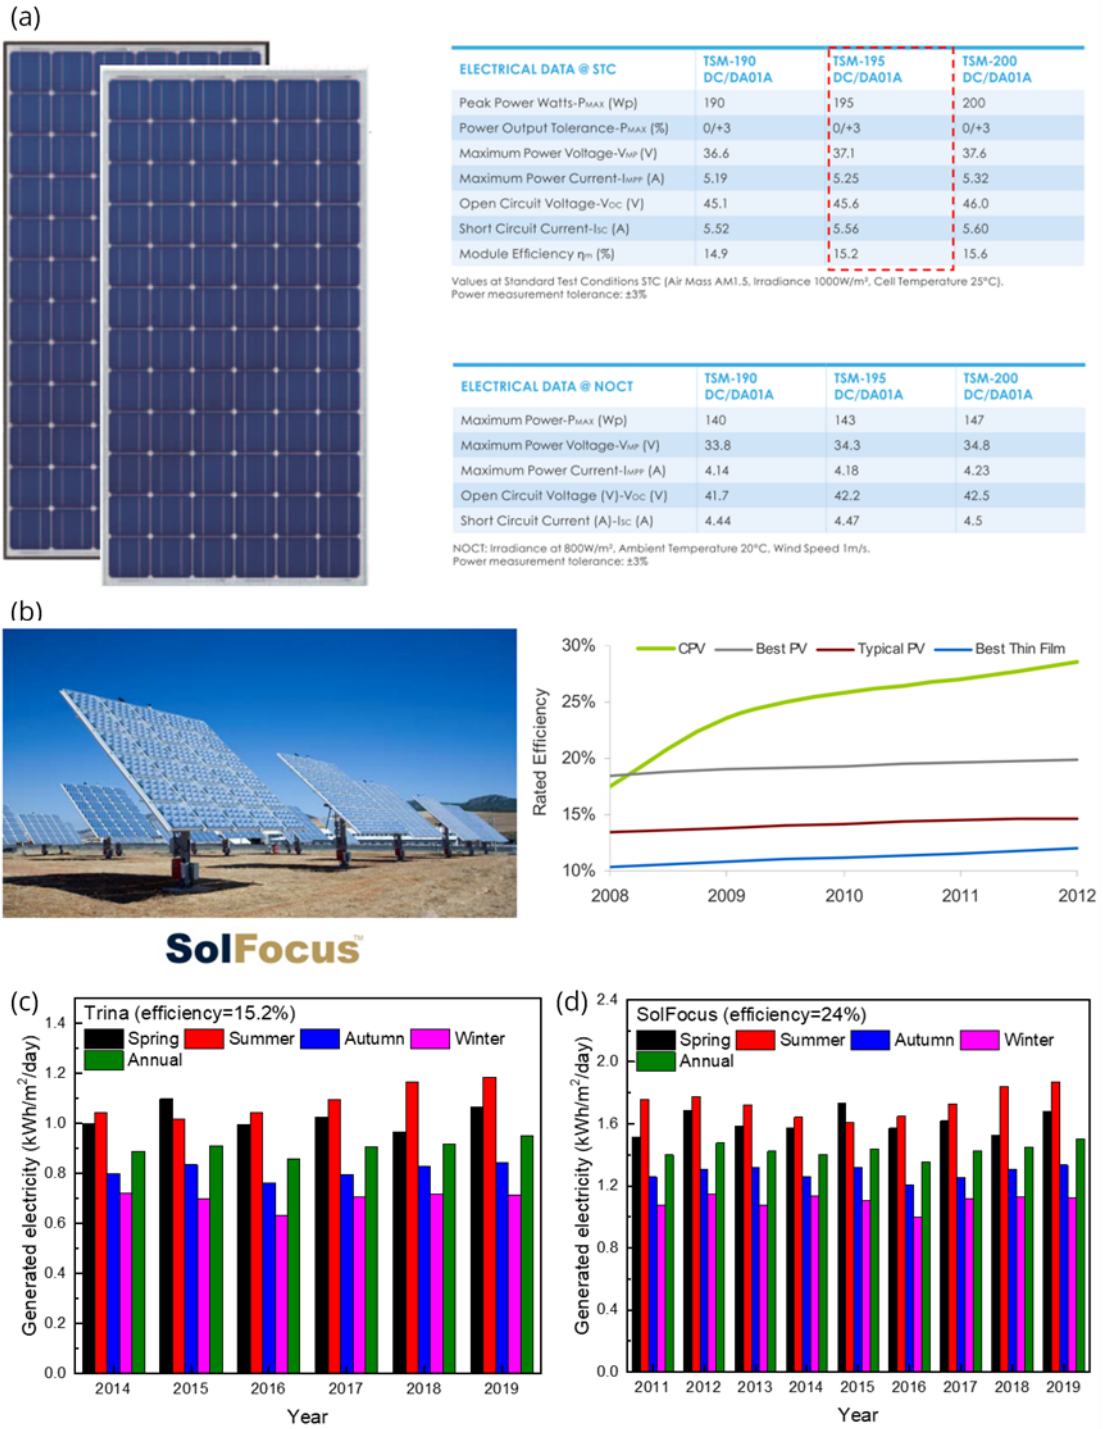 (a)
ELECTRICAL DATA @ STC TSM-190 DC/DA01A TSM-195 DC/DA01A TSM-200 DC/DA01A
Peak Power Watts-PMAX (Wp) 190 195 200
Power Output Tolerance-PMAX (%) 0/+3 0/+3 0/+3
Maximum Power Voltage-VMP (V) 36.6 37.1 37.6
Maximum Power Current-IMPP (A) 5.19 5.25 5.32
Open Circuit Voltage-VOC (V) 45.1 45.6 46.0
Short Circuit Current-ISC (A) 5.52 5.56 5.60
Module Efficiency ηm (%) 14.9 15.2 15.6
Values at Standard Test Conditions STC (Air Mass AM1.5, Irradiance 1000W/m², Cell Temperature 25°C).
Power measurement tolerance: ±3%
ELECTRICAL DATA @ NOCT TSM-190 DC/DA01A TSM-195 DC/DA01A TSM-200 DC/DA01A
Maximum Power-PMAX (Wp) 140 143 147
Maximum Power Voltage-VMP (V) 33.8 34.3 34.8
Maximum Power Current-IMPP (A) 4.14 4.18 4.23
Open Circuit Voltage (V)-VOC (V) 41.7 42.2 42.5
Short Circuit Current (A)-ISC (A) 4.44 4.47 4.5
NOCT: Irradiance at 800W/m², Ambient Temperature 20°C, Wind Speed 1m/s.
Power measurement tolerance: ±3%
(b)
SolFocus™
CPV Best PV Typical PV Best Thin Film
Rated Efficiency
30%
25%
20%
15%
10%
2008 2009 2010 2011 2012
(c)
Trina (efficiency=15.2%)
Spring Summer Autumn Winter
Annual
Generated electricity (kWh/m²/day)
1.4
1.2
1.0
0.8
0.6
0.4
0.2
0.0
2014 2015 2016 2017 2018 2019
Year
(d)
SolFocus (efficiency=24%)
Spring Summer Autumn Winter
Annual
Generated electricity (kWh/m²/day)
2.4
2.0
1.6
1.2
0.8
0.4
0.0
2011 2012 2013 2014 2015 2016 2017 2018 2019
Year